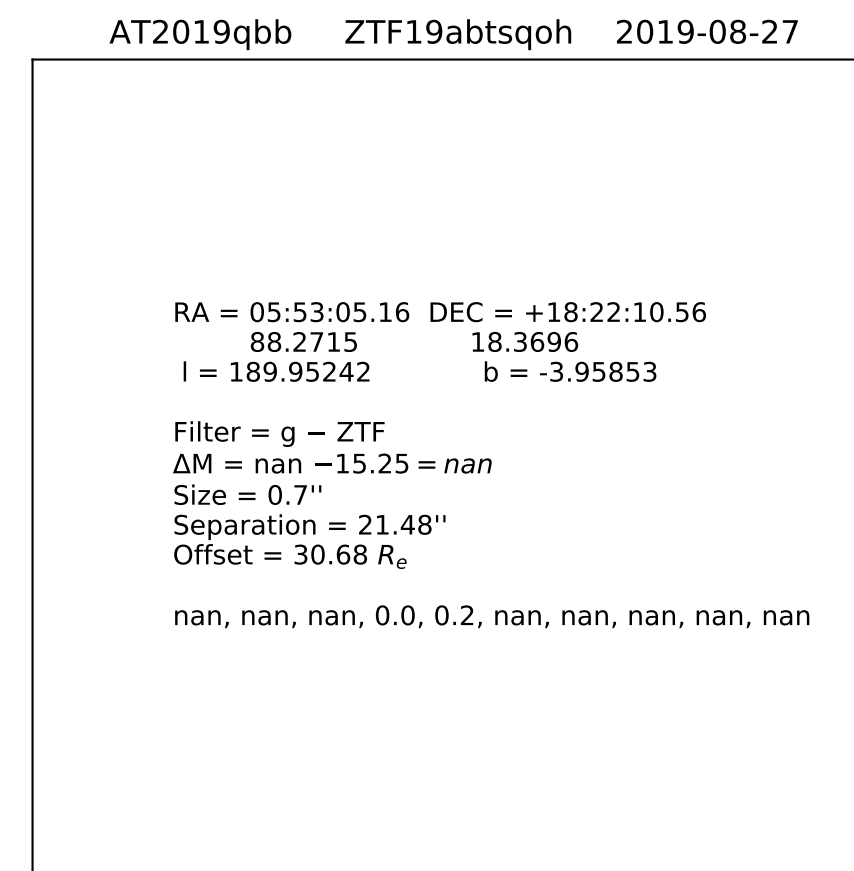 AT2019qbb ZTF19abtsqoh 2019-08-27
RA = 05:53:05.16 DEC = +18:22:10.56
88.2715 18.3696
l = 189.95242 b = -3.95853
Filter = g − ZTF
ΔM = nan −15.25 = nan
Size = 0.7''
Separation = 21.48''
Offset = 30.68 Re
nan, nan, nan, 0.0, 0.2, nan, nan, nan, nan, nan